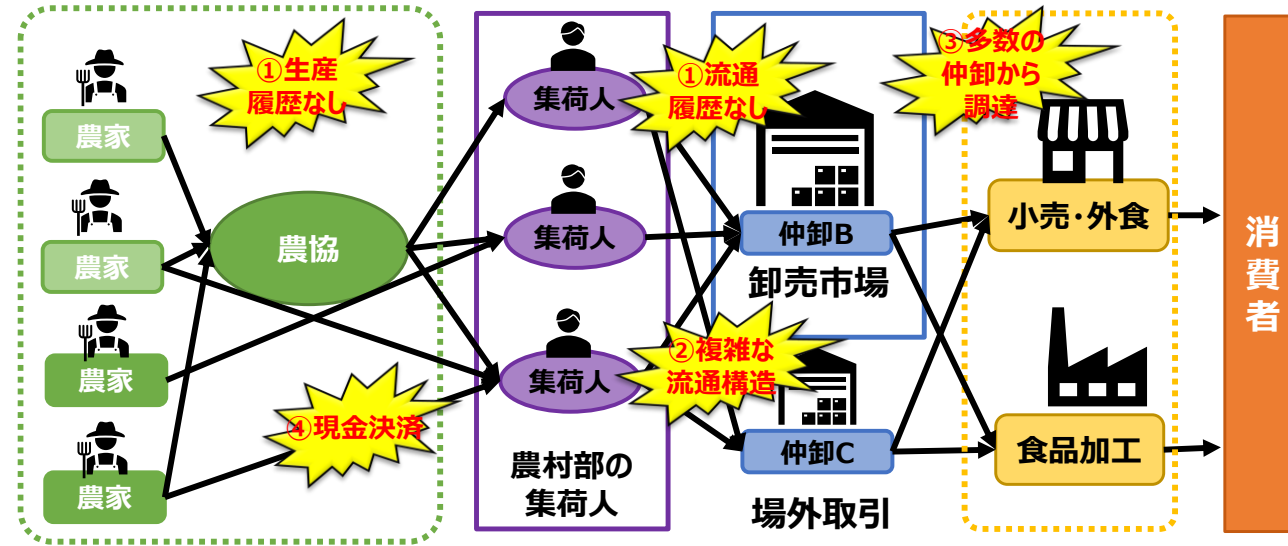 ①生産
履歴なし
農家
農家
農家
農家
農協
④現金決済
集荷人
集荷人
集荷人
農村部の
集荷人
①流通
履歴なし
②複雑な
流通構造
仲卸B
卸売市場
仲卸C
場外取引
③多数の
仲卸から
調達
小売・外食
食品加工
消費者